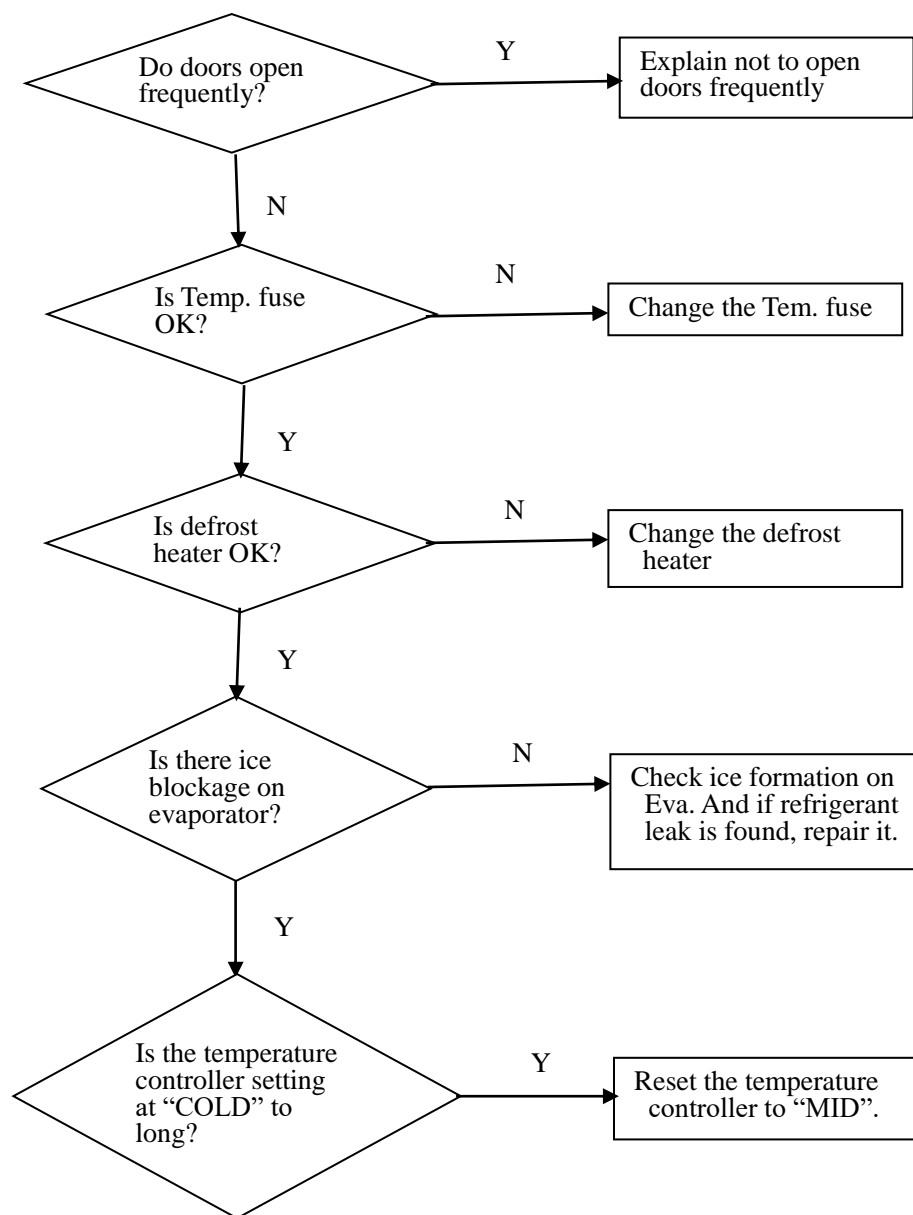 Do doors open
frequently?
Y
Explain not to open
doors frequently
N
Is Temp. fuse
OK?
N
Change the Tem. fuse
Y
Is defrost
heater OK?
N
Change the defrost
heater
Y
Is there ice
blockage on
evaporator?
N
Check ice formation on
Eva. And if refrigerant
leak is found, repair it.
Y
Is the temperature
controller setting
at “COLD” to
long?
Y
Reset the temperature
controller to “MID”.